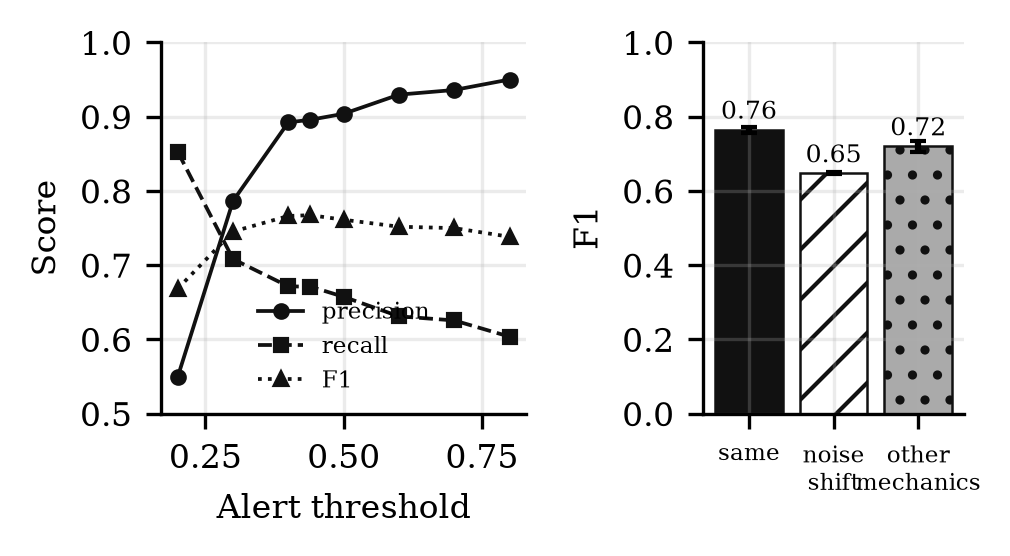 1.0
0.9
0.8
0.7
0.6
0.5
Score
0.25 0.50 0.75
Alert threshold
precision
recall
F1
1.0
0.8
0.6
0.4
0.2
0.0
F1
0.76
0.65
0.72
same
noise shift
other mechanics